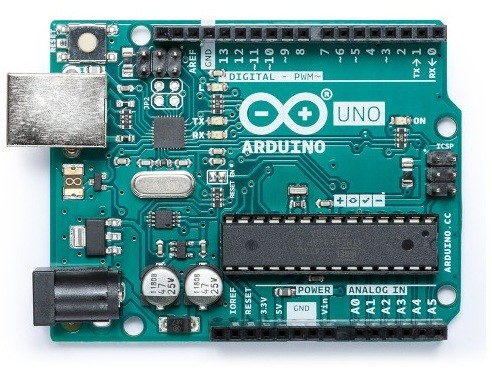 RESET
AREF
GND
13
12
~11
~10
~9
8
7
~6
~5
4
~3
2
TX→1
RX←0
DIGITAL - PWM~
JP2
L
TX
RX
®
UNO
ON
ARDUINO
ICSP
RESET EN
ARDUINO.CC
47
25V
47
25V
IOREF
RESET
3.3V
5V
GND
Vin
POWER
ANALOG IN
A0
A1
A2
A3
A4
A5